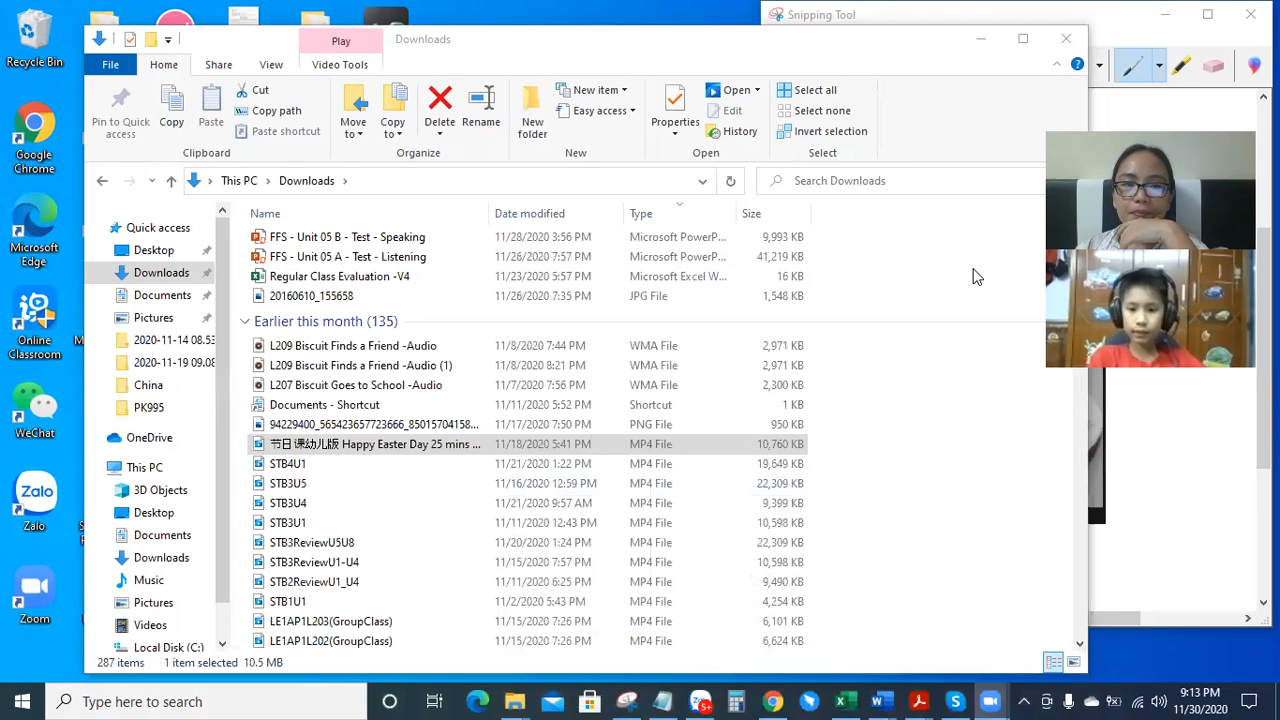 Snipping Tool
Play
Downloads
File
Home
Share
View
Video Tools
Pin to Quick access
Copy
Paste
Cut
Copy path
Paste shortcut
Move to
Copy to
Delete
Rename
New folder
New item
Easy access
Properties
Open
Edit
History
Select all
Select none
Invert selection
Clipboard
Organize
New
Open
Select
This PC
Downloads
Search Downloads
Name Date modified Type Size
FFS - Unit 05 B - Test - Speaking 11/28/2020 3:56 PM Microsoft PowerP... 9,993 KB
FFS - Unit 05 A - Test - Listening 11/26/2020 7:57 PM Microsoft PowerP... 41,219 KB
Regular Class Evaluation -V4 11/23/2020 5:57 PM Microsoft Excel W... 16 KB
20160610_155658 11/26/2020 7:35 PM JPG File 1,548 KB
Earlier this month (135)
L209 Biscuit Finds a Friend -Audio 11/8/2020 7:44 PM WMA File 2,971 KB
L209 Biscuit Finds a Friend -Audio (1) 11/8/2020 8:21 PM WMA File 2,971 KB
L207 Biscuit Goes to School -Audio 11/7/2020 7:56 PM WMA File 2,300 KB
Documents - Shortcut 11/11/2020 5:52 PM Shortcut 1 KB
94229400_565423657723666_85015704158... 11/17/2020 7:50 PM PNG File 950 KB
节日课幼儿版 Happy Easter Day 25 mins ... 11/18/2020 5:41 PM MP4 File 10,760 KB
STB4U1 11/21/2020 1:22 PM MP4 File 19,649 KB
STB3U5 11/16/2020 12:59 PM MP4 File 22,309 KB
STB3U4 11/21/2020 9:57 AM MP4 File 9,399 KB
STB3U1 11/11/2020 12:43 PM MP4 File 10,598 KB
STB3ReviewU5U8 11/20/2020 1:24 PM MP4 File 22,309 KB
STB3ReviewU1-U4 11/15/2020 7:57 PM MP4 File 10,598 KB
STB2ReviewU1_U4 11/11/2020 6:25 PM MP4 File 9,490 KB
STB1U1 11/2/2020 5:43 PM MP4 File 4,254 KB
LE1AP1L203(GroupClass) 11/15/2020 7:26 PM MP4 File 6,101 KB
LE1AP1L202(GroupClass) 11/15/2020 7:26 PM MP4 File 6,624 KB
Quick access
Desktop
Downloads
Documents
Pictures
2020-11-14 08.53
2020-11-19 09.08
China
PK995
OneDrive
This PC
3D Objects
Desktop
Documents
Downloads
Music
Pictures
Videos
Local Disk (C:)
287 items 1 item selected 10.5 MB
Recycle Bin
Google Chrome
Microsoft Edge
Online Classroom
WeChat
Zalo
Zoom
Type here to search
5+
9:13 PM
11/30/2020